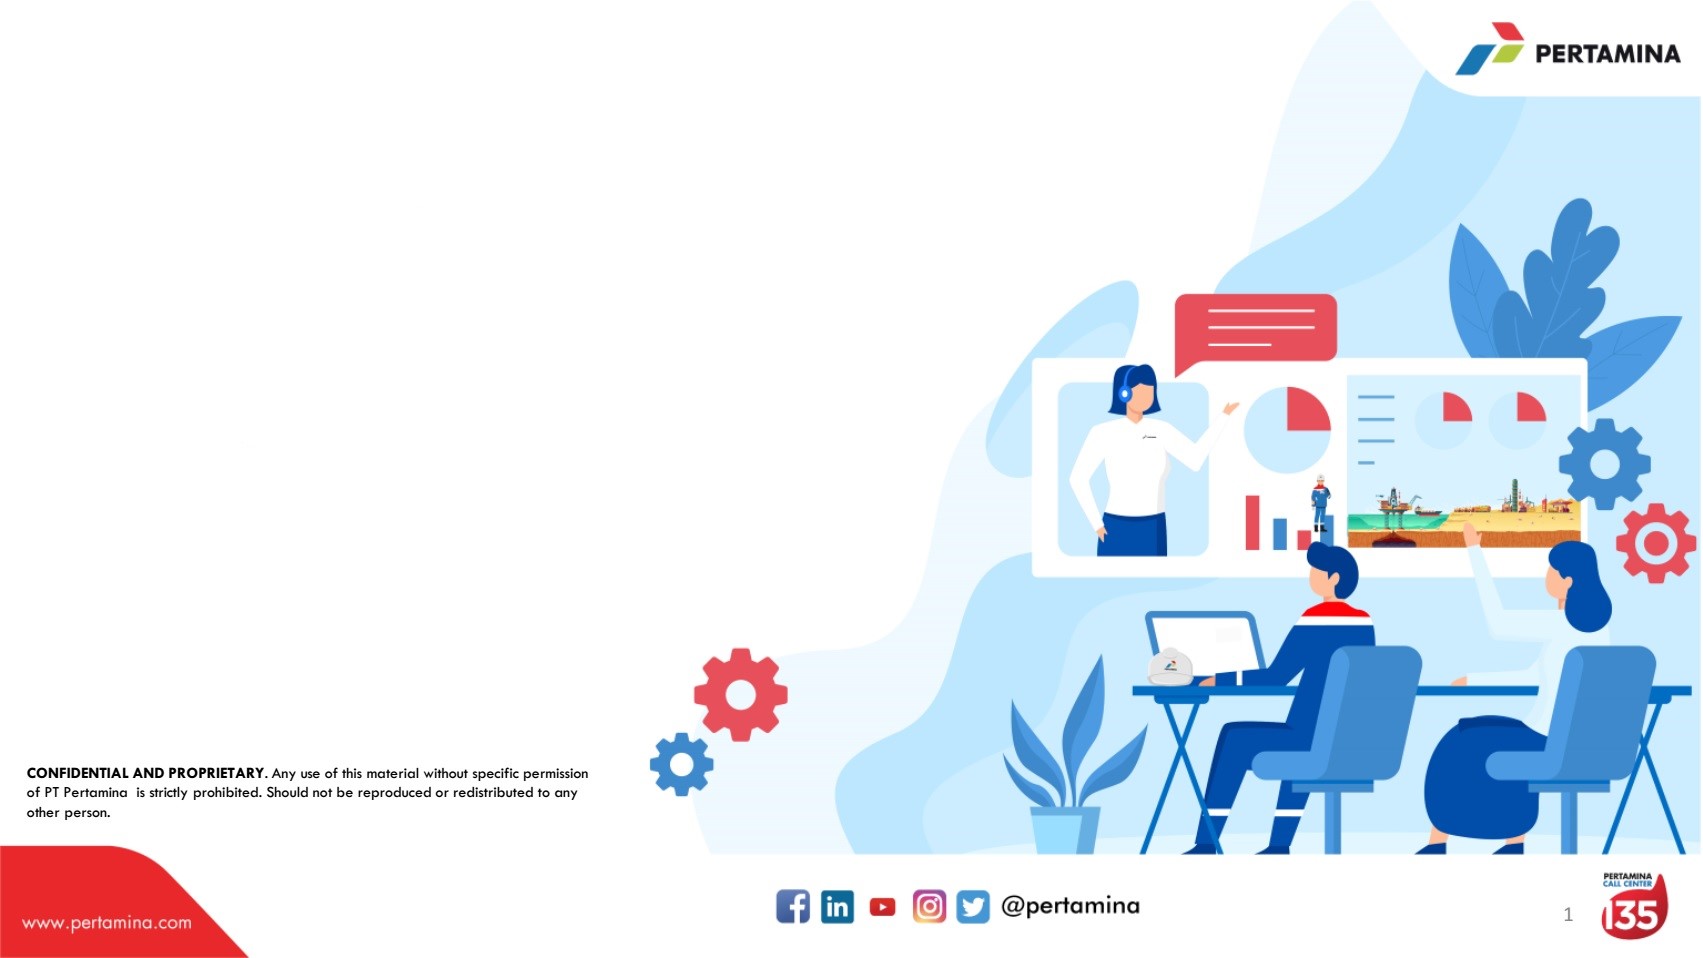 PERTAMINA
CONFIDENTIAL AND PROPRIETARY. Any use of this material without specific permission
of PT Pertamina is strictly prohibited. Should not be reproduced or redistributed to any
other person.
www.pertamina.com
@pertamina
1
PERTAMINA
CALL CENTER
135